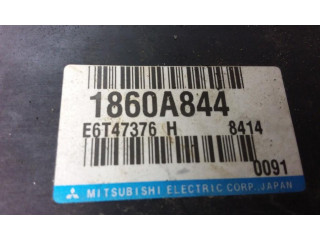 1860A844
E6T47376 H 8414
0091
MITSUBISHI ELECTRIC CORP., JAPAN